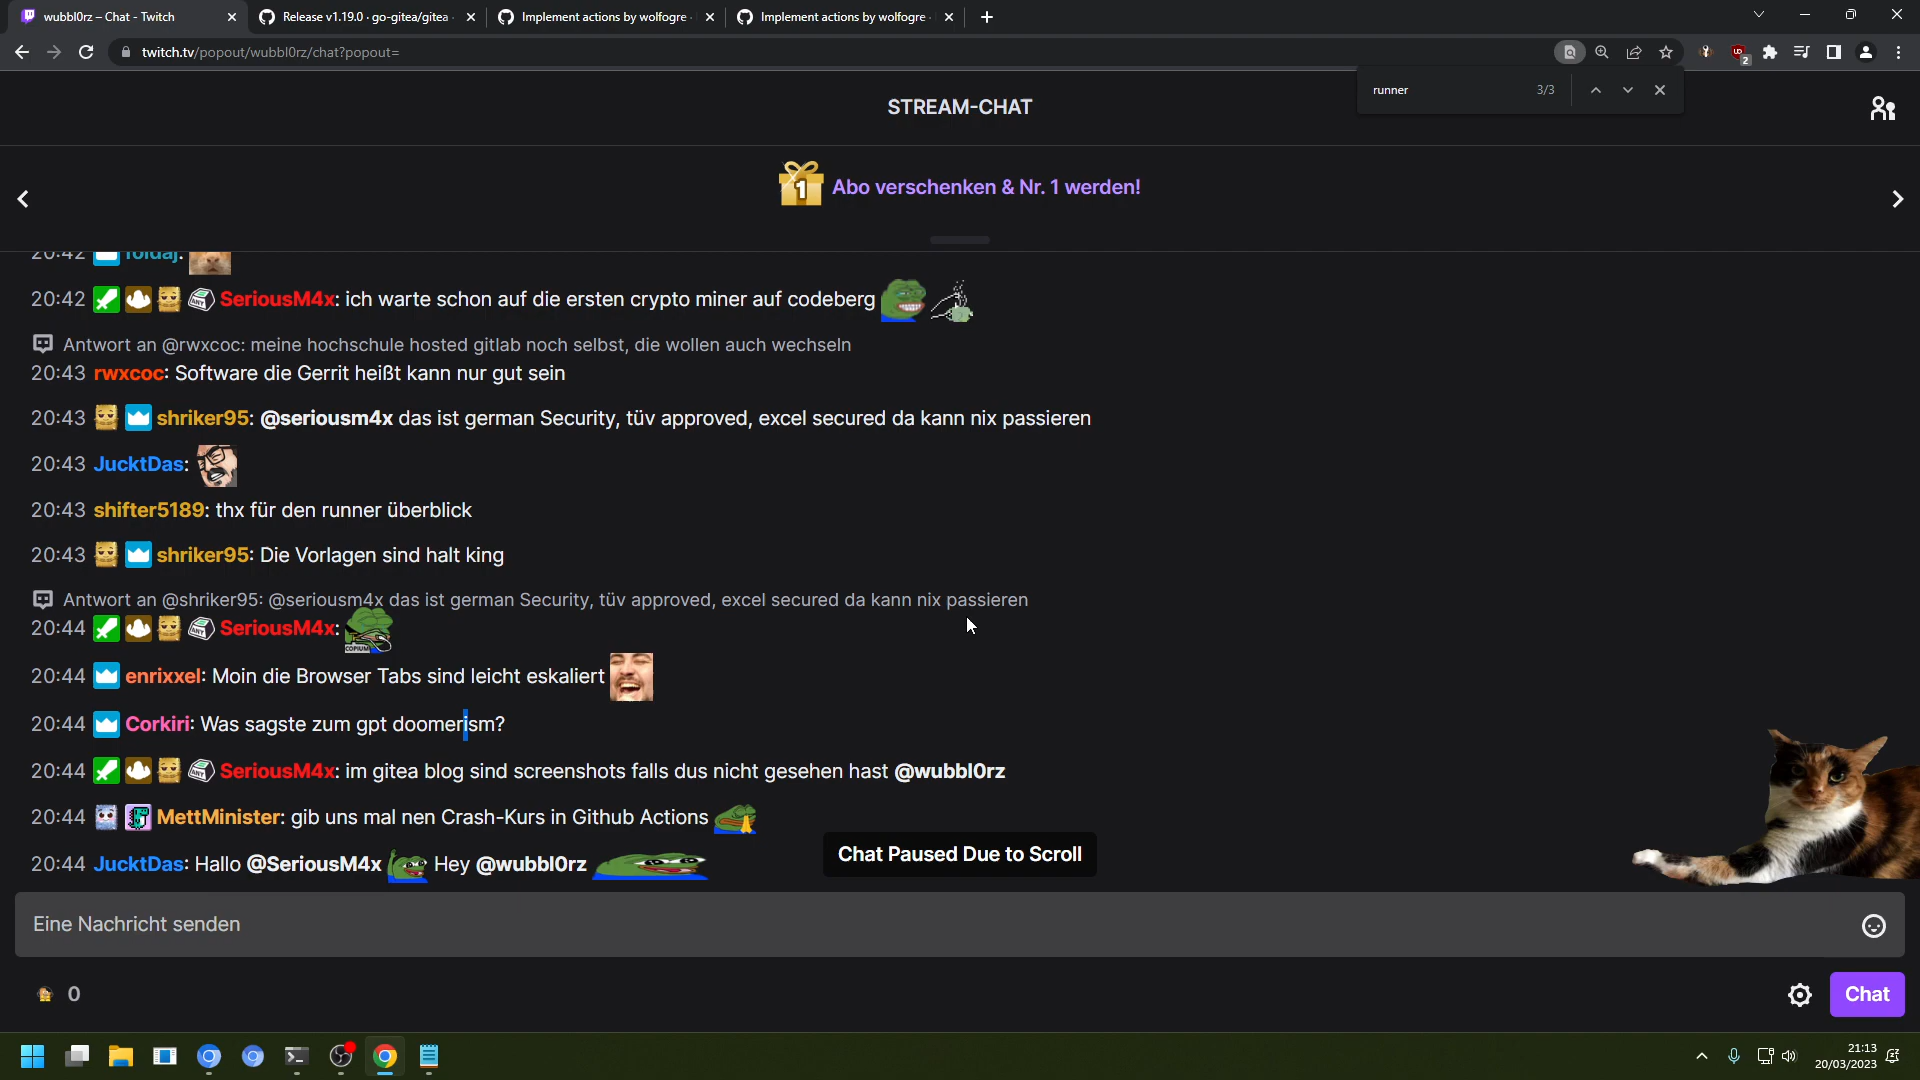 wubbl0rz – Chat - Twitch
Release v1.19.0 · go-gitea/gitea
Implement actions by wolfogre ·
Implement actions by wolfogre ·
twitch.tv/popout/wubbl0rz/chat?popout=
2
runner
3/3
STREAM-CHAT
1
Abo verschenken & Nr. 1 werden!
20:42 roldaj:
20:42 SeriousM4x: ich warte schon auf die ersten crypto miner auf codeberg
Antwort an @rwxcoc: meine hochschule hosted gitlab noch selbst, die wollen auch wechseln
20:43 rwxcoc: Software die Gerrit heißt kann nur gut sein
20:43 shriker95: @seriousm4x das ist german Security, tüv approved, excel secured da kann nix passieren
20:43 JucktDas:
20:43 shifter5189: thx für den runner überblick
20:43 shriker95: Die Vorlagen sind halt king
Antwort an @shriker95: @seriousm4x das ist german Security, tüv approved, excel secured da kann nix passieren
20:44 SeriousM4x:
COPIUM
20:44 enrixxel: Moin die Browser Tabs sind leicht eskaliert
20:44 Corkiri: Was sagste zum gpt doomerism?
20:44 SeriousM4x: im gitea blog sind screenshots falls dus nicht gesehen hast @wubbl0rz
20:44 MettMinister: gib uns mal nen Crash-Kurs in Github Actions
20:44 JucktDas: Hallo @SeriousM4x Hey @wubbl0rz
Chat Paused Due to Scroll
Eine Nachricht senden
0
Chat
21:13
20/03/2023